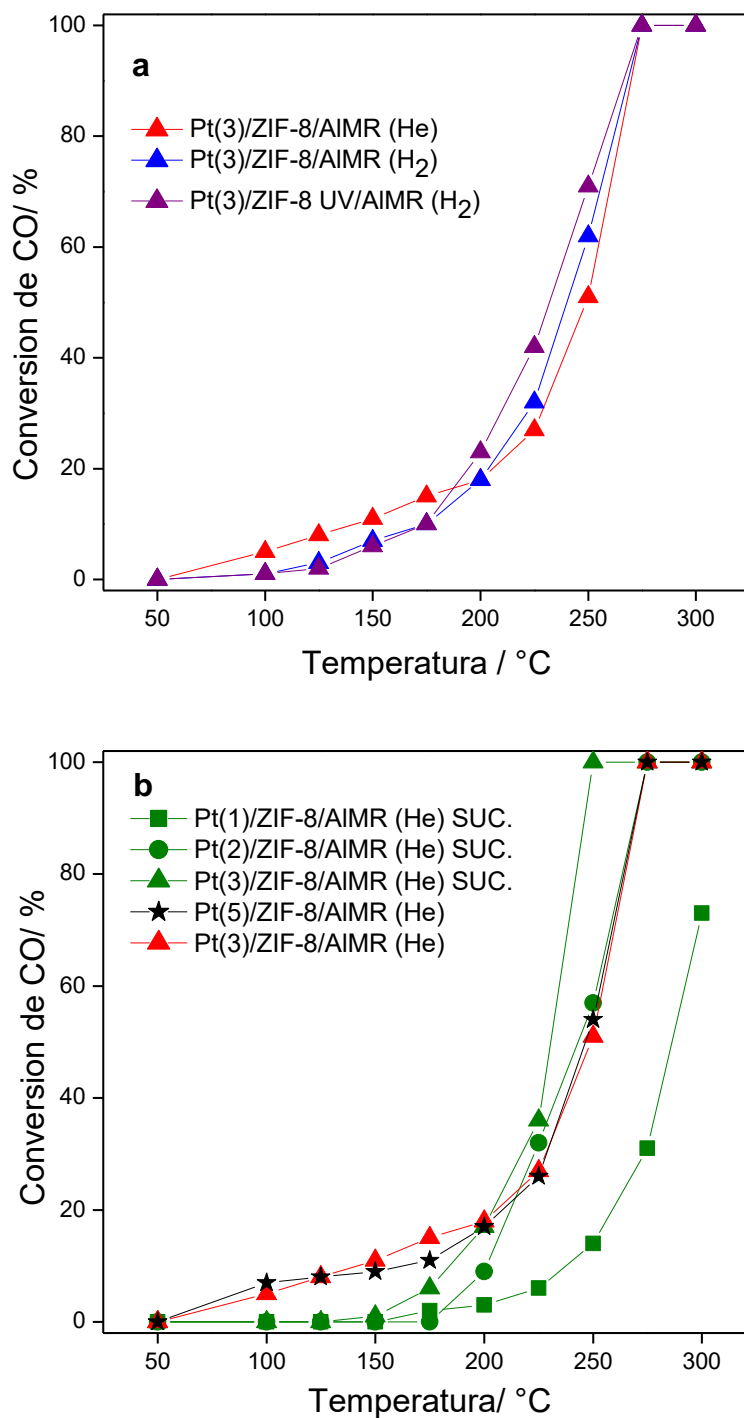 100
a
Pt(3)/ZIF-8/AlMR (He)
Pt(3)/ZIF-8/AlMR (H2)
Pt(3)/ZIF-8 UV/AlMR (H2)
80
60
40
20
0
Conversion de CO/ %
50 100 150 200 250 300
Temperatura / °C
100
b
Pt(1)/ZIF-8/AlMR (He) SUC.
Pt(2)/ZIF-8/AlMR (He) SUC.
Pt(3)/ZIF-8/AlMR (He) SUC.
Pt(5)/ZIF-8/AlMR (He)
Pt(3)/ZIF-8/AlMR (He)
80
60
40
20
0
Conversion de CO/ %
50 100 150 200 250 300
Temperatura/ °C